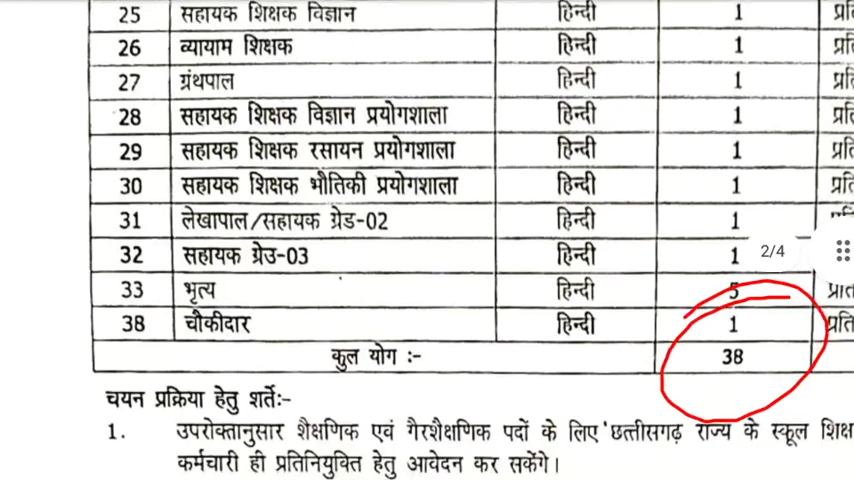 25 सहायक शिक्षक विज्ञान हिन्दी 1
26 व्यायाम शिक्षक हिन्दी 1
27 ग्रंथपाल हिन्दी 1
28 सहायक शिक्षक विज्ञान प्रयोगशाला हिन्दी 1
29 सहायक शिक्षक रसायन प्रयोगशाला हिन्दी 1
30 सहायक शिक्षक भौतिकी प्रयोगशाला हिन्दी 1
31 लेखापाल/सहायक ग्रेड-02 हिन्दी 1
32 सहायक ग्रेउ-03 हिन्दी 1
2/4
33 भृत्य हिन्दी 5
38 चौकीदार हिन्दी 1
कुल योग :- 38
चयन प्रक्रिया हेतु शर्ते:-
1. उपरोक्तानुसार शैक्षणिक एवं गैरशैक्षणिक पदों के लिए छत्तीसगढ़ राज्य के स्कूल
कर्मचारी ही प्रतिनियुक्ति हेतु आवेदन कर सकेंगे।